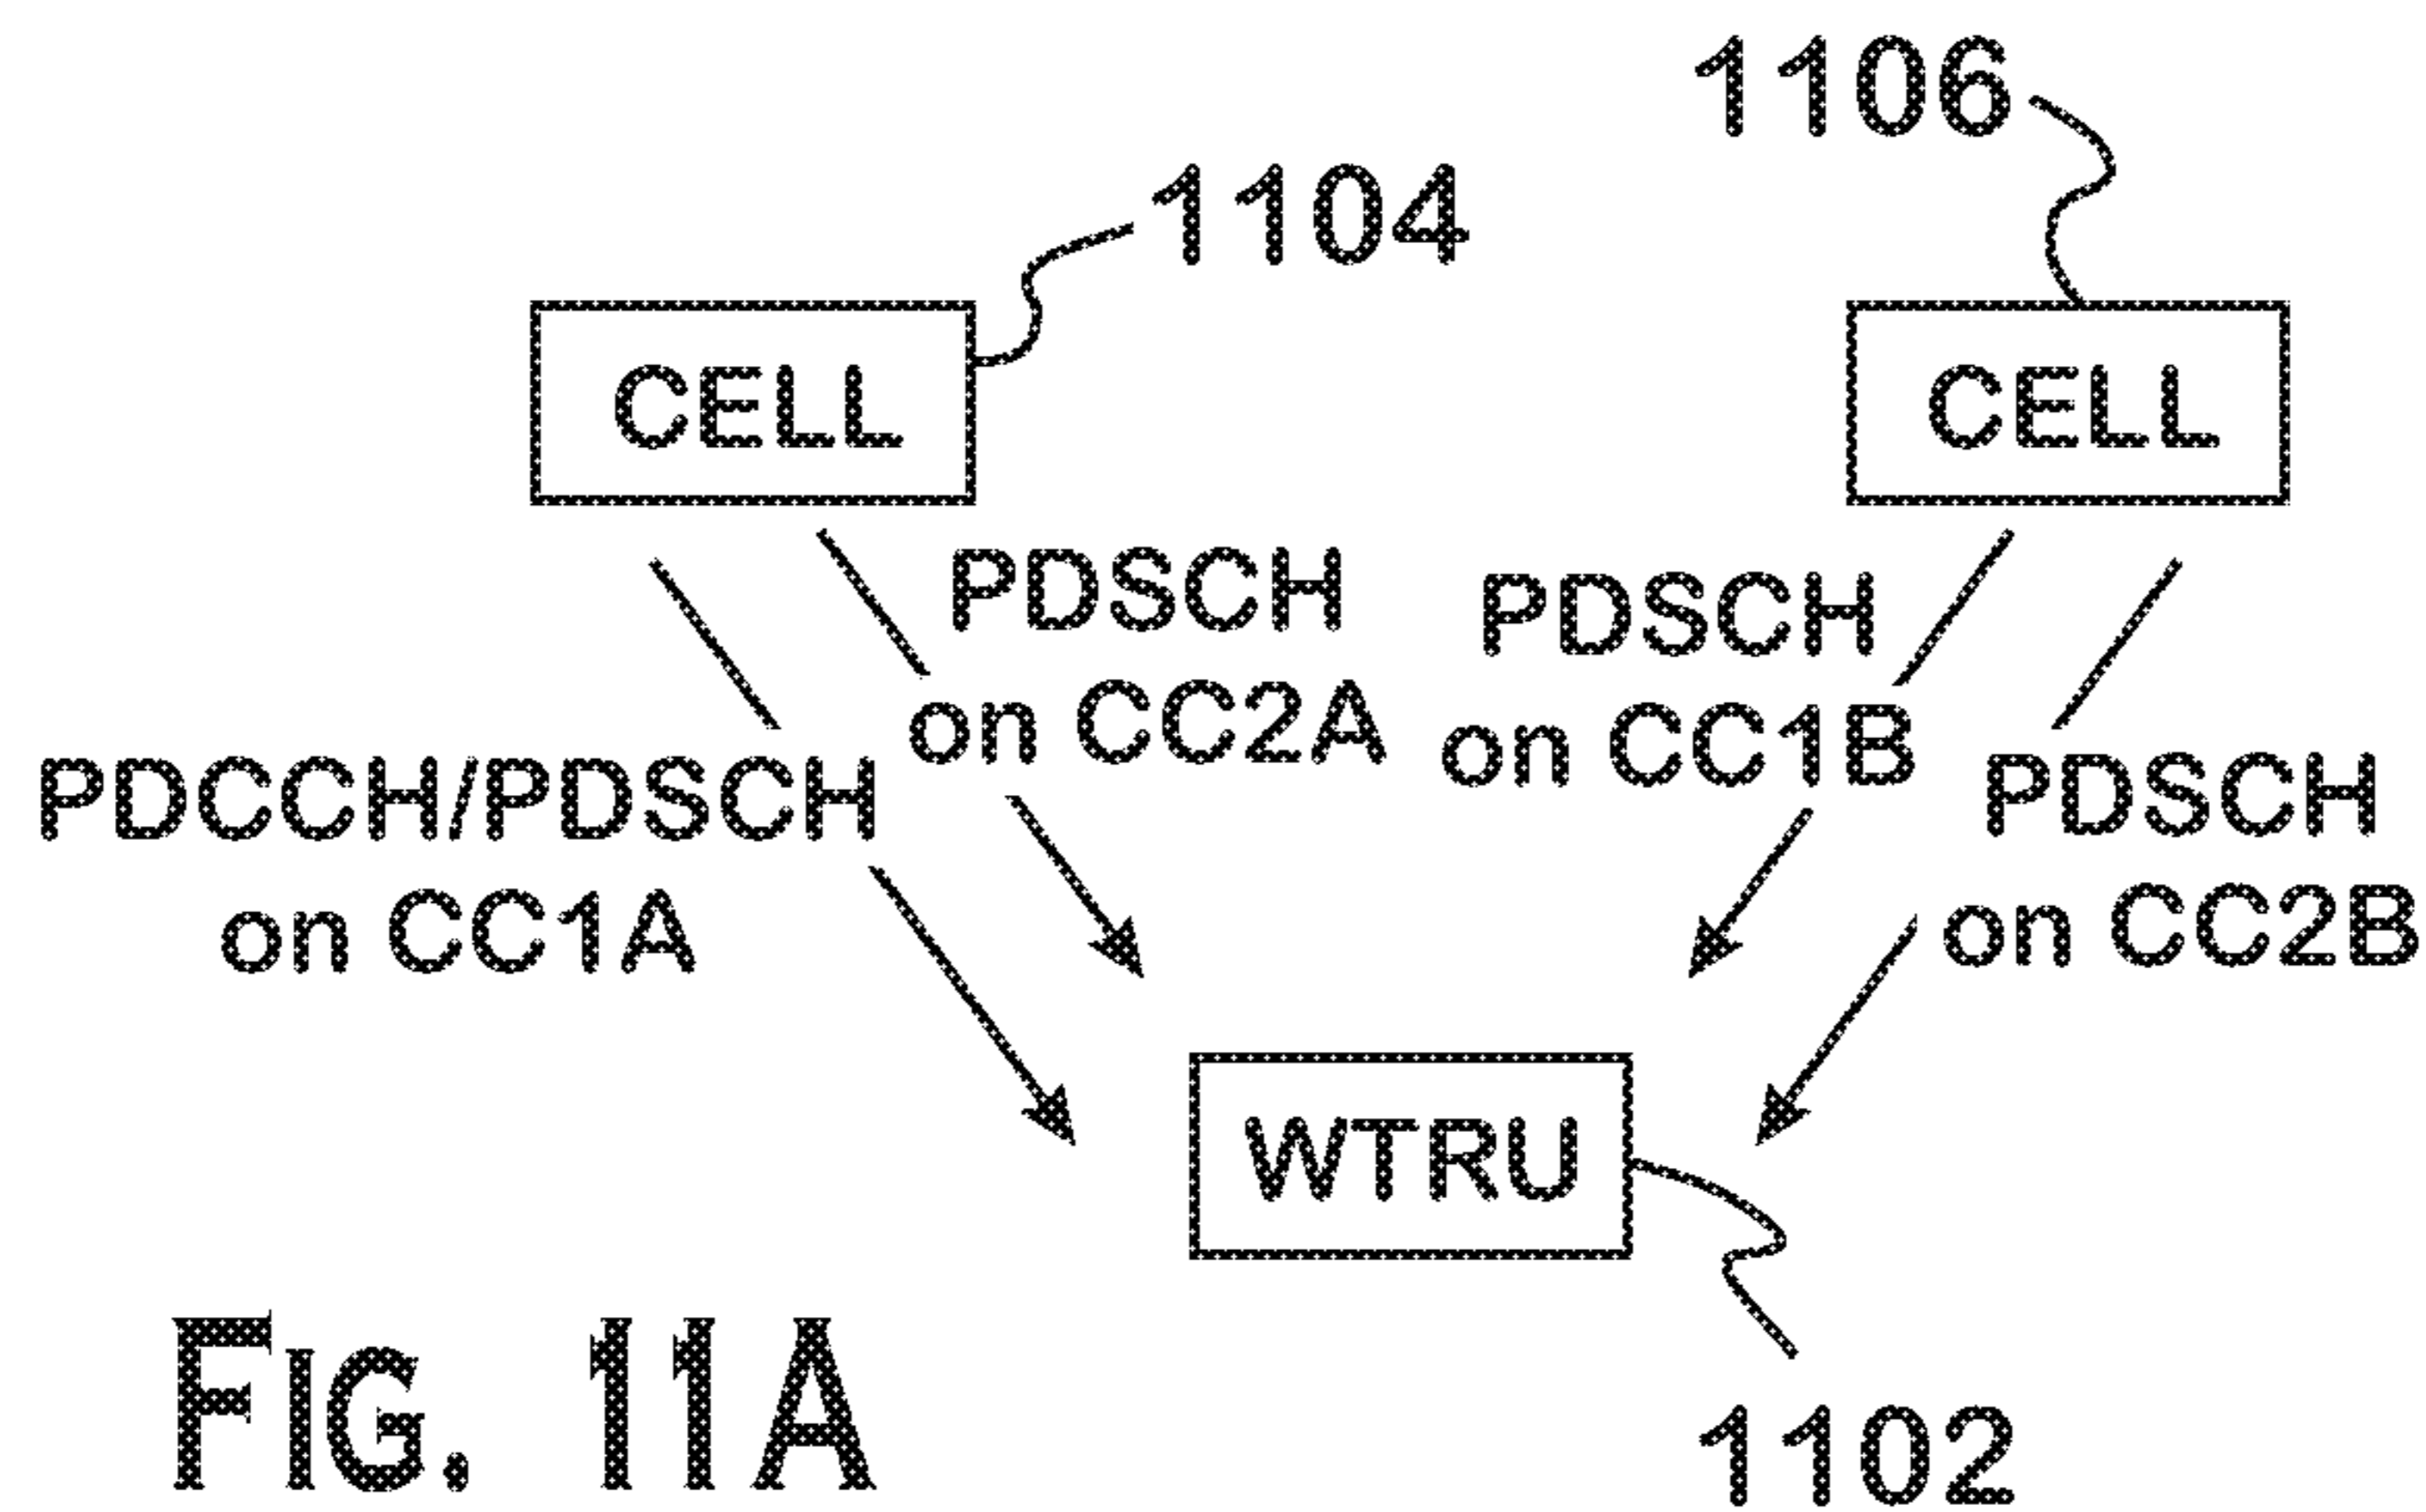 1106
1104
CELL
CELL
PDSCH
on CC2A
PDSCH
on CC1B
PDCCH/PDSCH
on CC1A
PDSCH
on CC2B
WTRU
FIG. 11A
1102